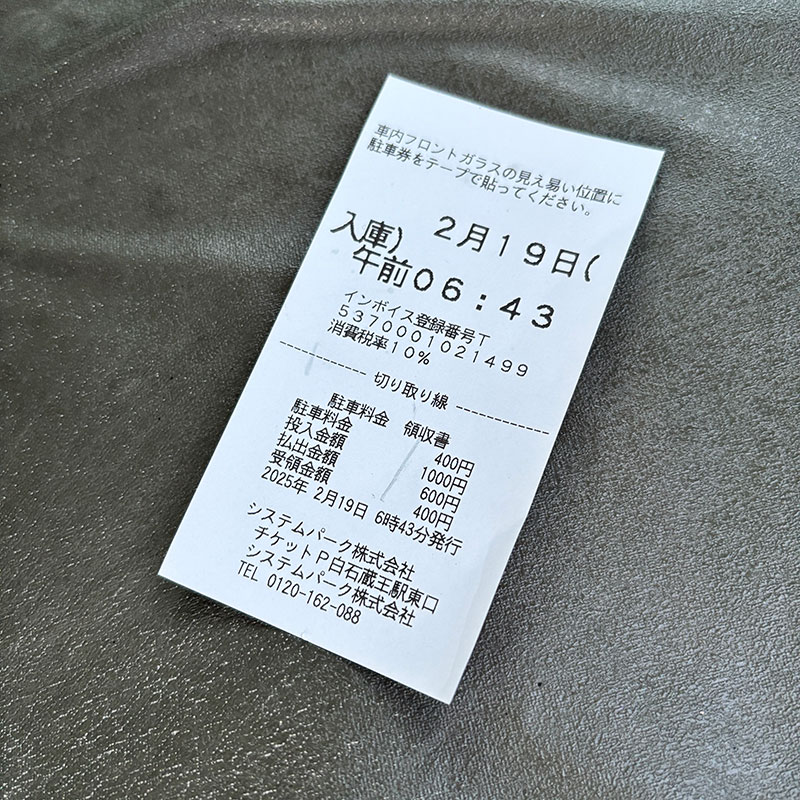 車内フロントガラスの見え易い位置に
駐車券をテープで貼ってください。
入庫) 2月19日(
午前06:43
インボイス登録番号T
5370001021499
消費税率10%
------------ 切り取り線 ------------
駐車料金 領収書
駐車料金 400円
投入金額 1000円
払出金額 600円
受領金額 400円
2025年 2月19日 6時43分発行
システムパーク株式会社
チケットP白石蔵王駅東口
システムパーク株式会社
TEL 0120-162-088